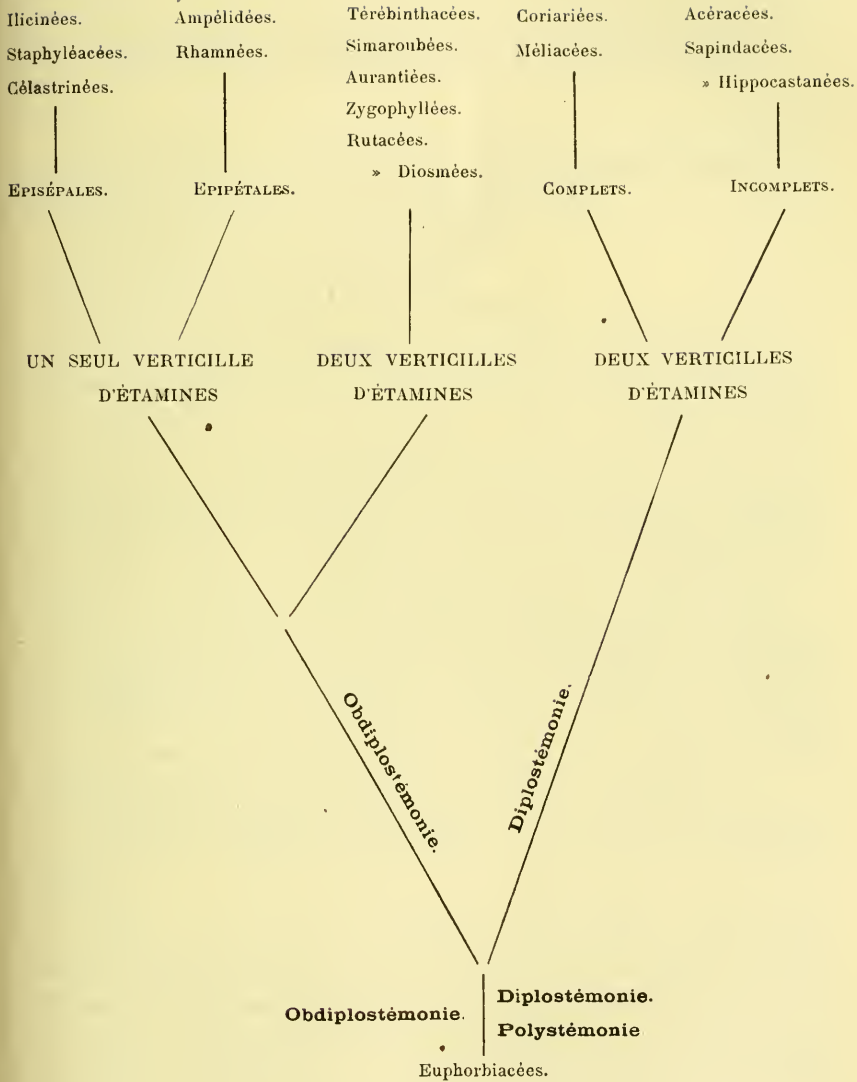 Ilicinées.
Staphyléacées.
Célastrinées.
Ampélidées.
Rhamnées.
Térébinthacées.
Simaroubées.
Aurantiées.
Zygophyllées.
Rutacées.
» Diosmées.
Coriariées.
Méliacées.
Acéracées.
Sapindacées.
» Hippocastanées.
EPISÉPALES.
EPIPÉTALES.
COMPLETS.
INCOMPLETS.
UN SEUL VERTICILLE
D'ÉTAMINES
DEUX VERTICILLES
D'ÉTAMINES
DEUX VERTICILLES
D'ÉTAMINES
Obdiplostémonie.
Diplostémonie.
Obdiplostémonie.
Diplostémonie.
Polystémonie
Euphorbiacées.